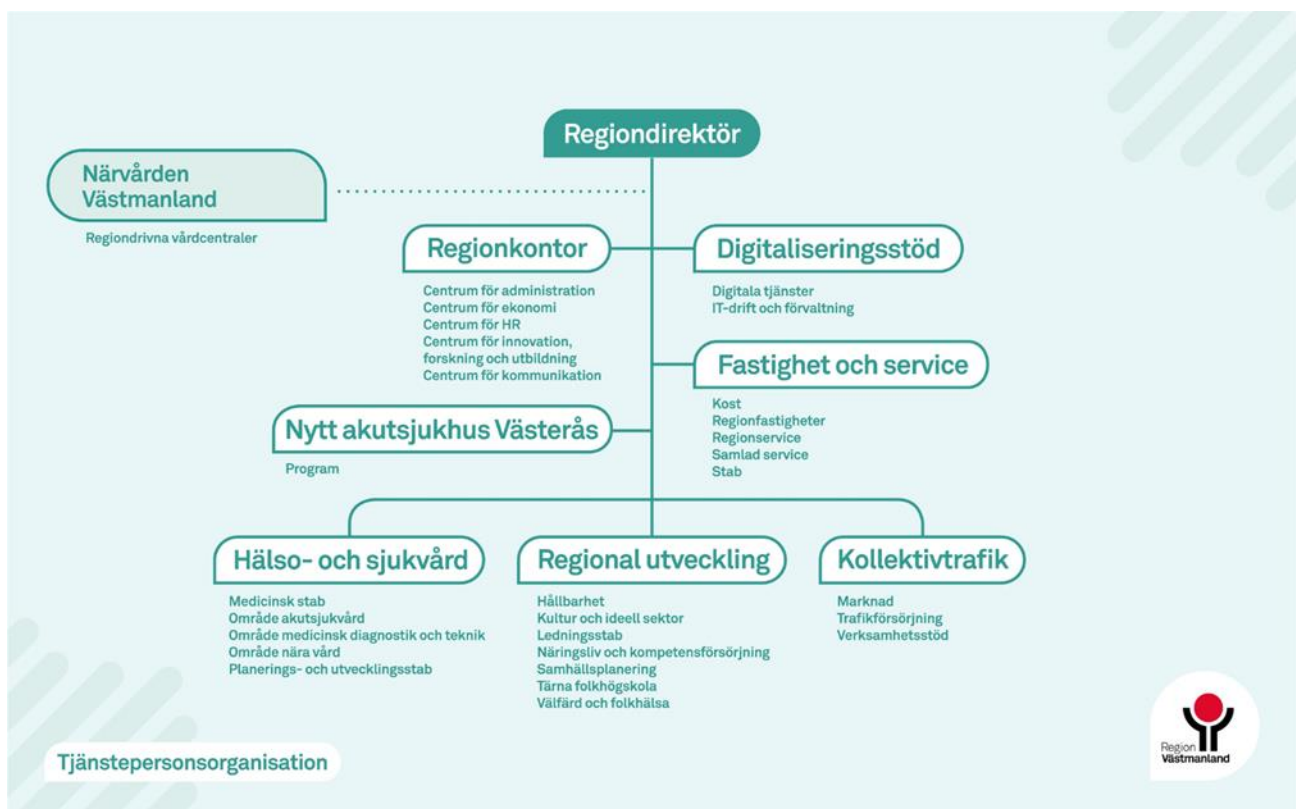 Regiondirektör
Närvården
Västmanland
Regiondrivna vårdcentraler
Regionkontor
Centrum för administration
Centrum för ekonomi
Centrum för HR
Centrum för innovation,
forskning och utbildning
Centrum för kommunikation
Digitaliseringsstöd
Digitala tjänster
IT-drift och förvaltning
Fastighet och service
Kost
Regionfastigheter
Regionservice
Samlad service
Stab
Nytt akutsjukhus Västerås
Program
Hälso- och sjukvård
Medicinsk stab
Område akutsjukvård
Område medicinsk diagnostik och teknik
Område nära vård
Planerings- och utvecklingsstab
Regional utveckling
Hållbarhet
Kultur och ideell sektor
Ledningsstab
Näringsliv och kompetensförsörjning
Samhällsplanering
Tärna folkhögskola
Välfärd och folkhälsa
Kollektivtrafik
Marknad
Trafikförsörjning
Verksamhetsstöd
Tjänstepersonsorganisation
Region
Västmanland